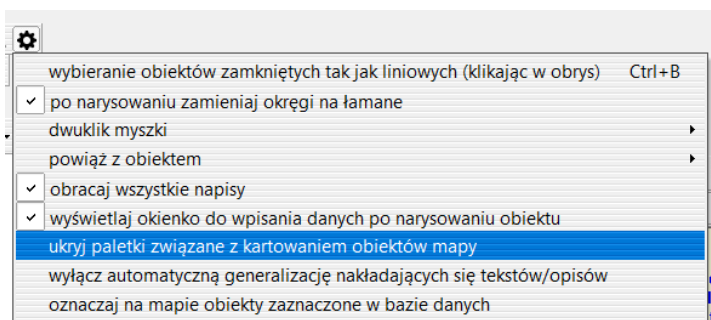 wybieranie obiektów zamkniętych tak jak liniowych (klikając w obrys) Ctrl+B
po narysowaniu zamieniaj okręgi na łamane
dwuklik myszki
powiąż z obiektem
obracaj wszystkie napisy
wyświetlaj okienko do wpisania danych po narysowaniu obiektu
ukryj paletki związane z kartowaniem obiektów mapy
wyłącz automatyczną generalizację nakładających się tekstów/opisów
oznaczaj na mapie obiekty zaznaczone w bazie danych